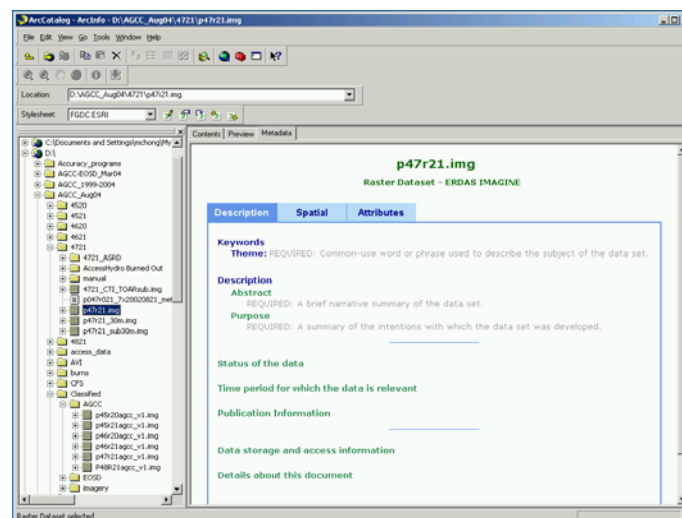 ArcCatalog - ArcInfo - D:\AGCC_Aug04\4721\p47r21.img
File Edit View Go Tools Window Help
Location: D:\AGCC_Aug04\4721\p47r21.img
Stylesheet: FGDC ESRI
Contents Preview Metadata
C:\Documents and Settings\mchong\My
D:\
Accuracy_programs
AGCC-EOSD_Mar04
AGCC_1999-2004
AGCC_Aug04
4520
4521
4620
4621
4721
4721_ASRD
AccessHydro Burned Out
manual
4721_CTI_TOARsub.img
p047r021_7x20020821_met
p47r21.img
p47r21_30m.img
p47r21_sub30m.img
4821
access_data
AVI
burns
CFS
Classified
AGCC
p45r20agcc_v1.img
p45r21agcc_v1.img
p46r20agcc_v1.img
p46r21agcc_v1.img
p47r21agcc_v1.img
P48R21agcc_v1.img
EOSD
imagery
p47r21.img
Raster Dataset - ERDAS IMAGINE
Description Spatial Attributes
Keywords
Theme: REQUIRED: Common-use word or phrase used to describe the subject of the data set.
Description
Abstract
REQUIRED: A brief narrative summary of the data set.
Purpose
REQUIRED: A summary of the intentions with which the data set was developed.
Status of the data
Time period for which the data is relevant
Publication Information
Data storage and access information
Details about this document
Raster Dataset selected